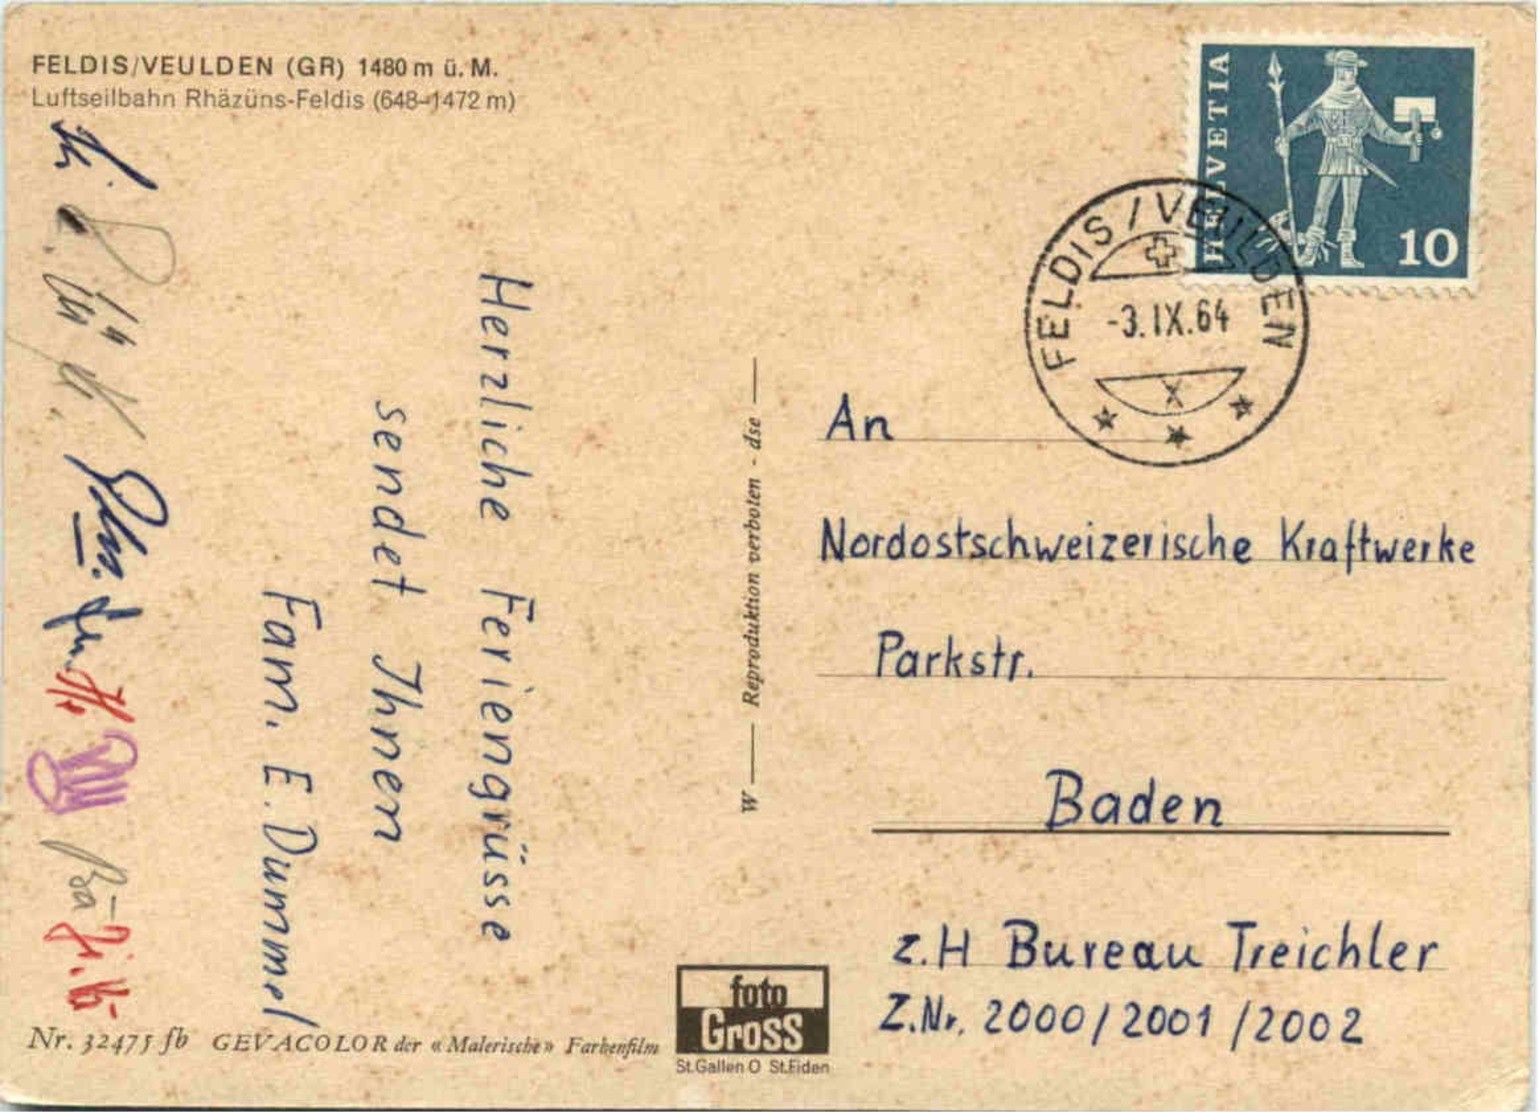 FELDIS/VEULDEN (GR) 1480 m ü. M.
Luftseilbahn Rhäzüns-Feldis (648-1472 m)
Herzliche Feriengrüsse
sendet Ihnen
Fam. E. Dummel
Nr. 32475 fb GEVACOLOR der «Malerische» Farbenfilm
W — Reproduktion verboten - dse —
foto
GROSS
St.Gallen O St.Fiden
HELVETIA
10
FELDIS / VEULDEN
-3.IX.64
X
An
Nordostschweizerische Kraftwerke
Parkstr.
Baden
z.H Bureau Treichler
Z.Nr. 2000/2001/2002